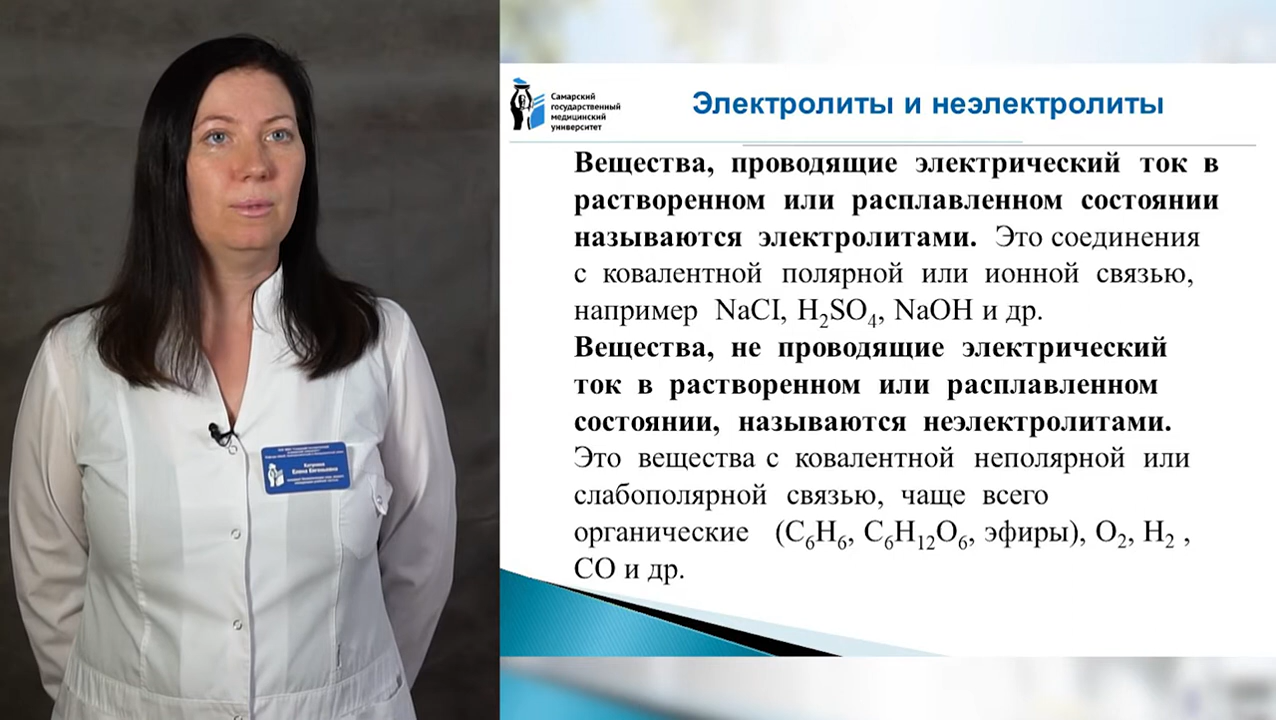 Самарский
государственный
медицинский
университет
Электролиты и неэлектролиты
Вещества, проводящие электрический ток в
растворенном или расплавленном состоянии
называются электролитами. Это соединения
с ковалентной полярной или ионной связью,
например NaCI, H₂SO₄, NaOH и др.
Вещества, не проводящие электрический
ток в растворенном или расплавленном
состоянии, называются неэлектролитами.
Это вещества с ковалентной неполярной или
слабополярной связью, чаще всего
органические (C₆H₆, C₆H₁₂O₆, эфиры), O₂, H₂ ,
CO и др.
Елена Евгеньевна